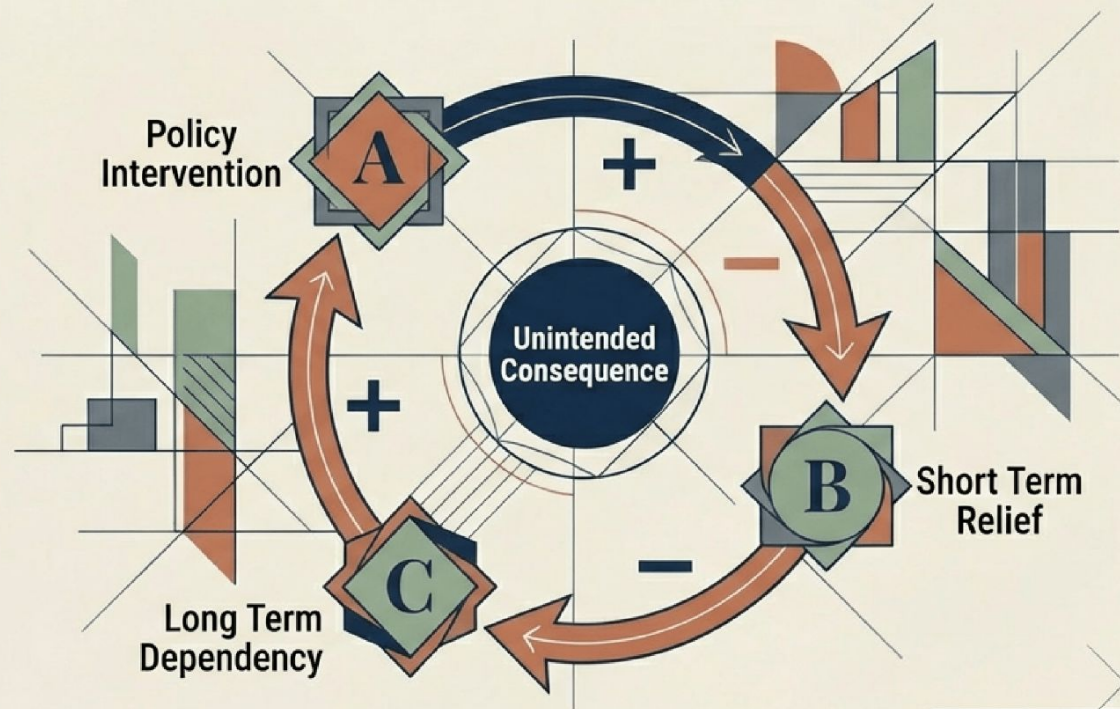 Policy
Intervention
A
+
−
Unintended
Consequence
+
B
Short Term
Relief
−
C
Long Term
Dependency